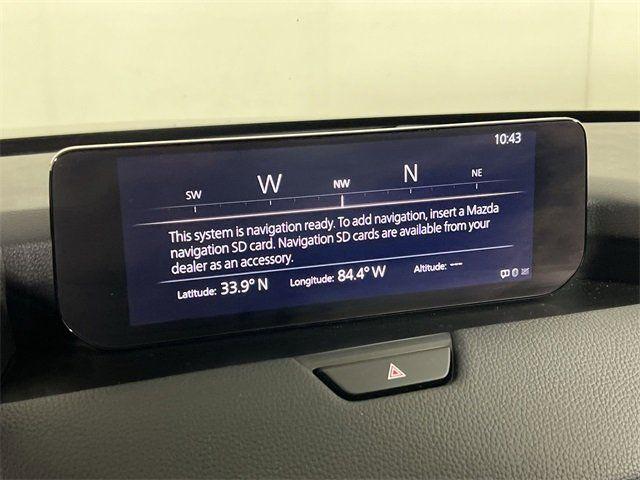 10:43
SW W NW N NE
This system is navigation ready. To add navigation, insert a Mazda
navigation SD card. Navigation SD cards are available from your
dealer as an accessory.
Latitude: 33.9° N Longitude: 84.4° W Altitude: ---